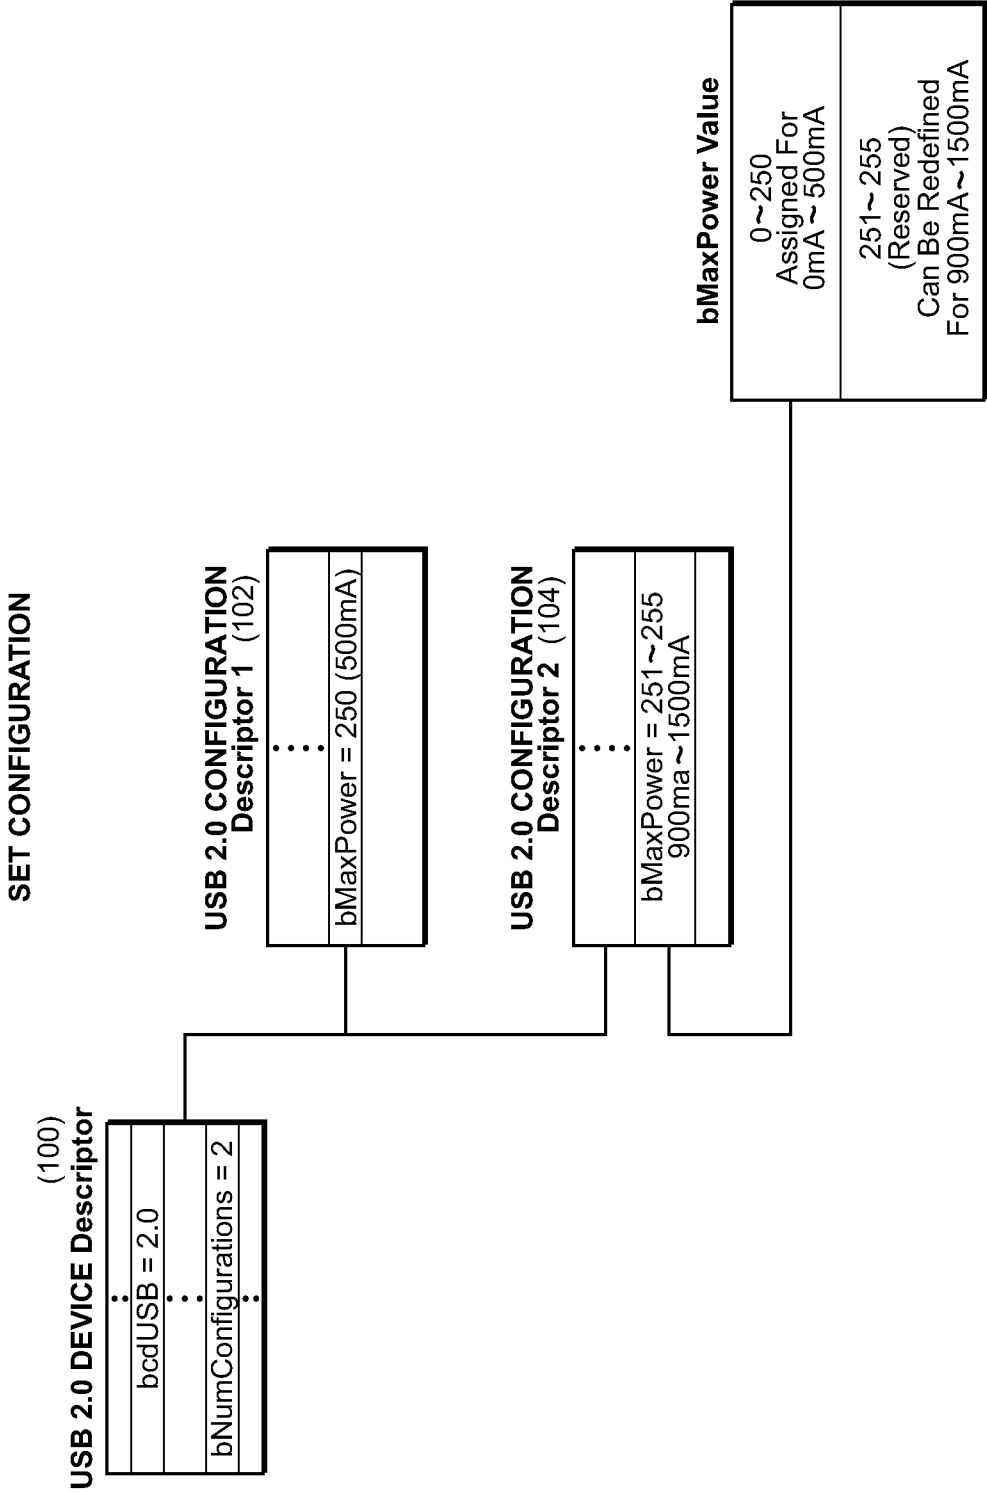 SET CONFIGURATION
(100)
USB 2.0 DEVICE Descriptor
bcdUSB = 2.0
bNumConfigurations = 2
USB 2.0 CONFIGURATION
Descriptor 1 (102)
bMaxPower = 250 (500mA)
USB 2.0 CONFIGURATION
Descriptor 2 (104)
bMaxPower = 251~255
900ma~1500mA
bMaxPower Value
0~250
Assigned For
0mA~500mA
251~255
(Reserved)
Can Be Redefined
For 900mA~1500mA